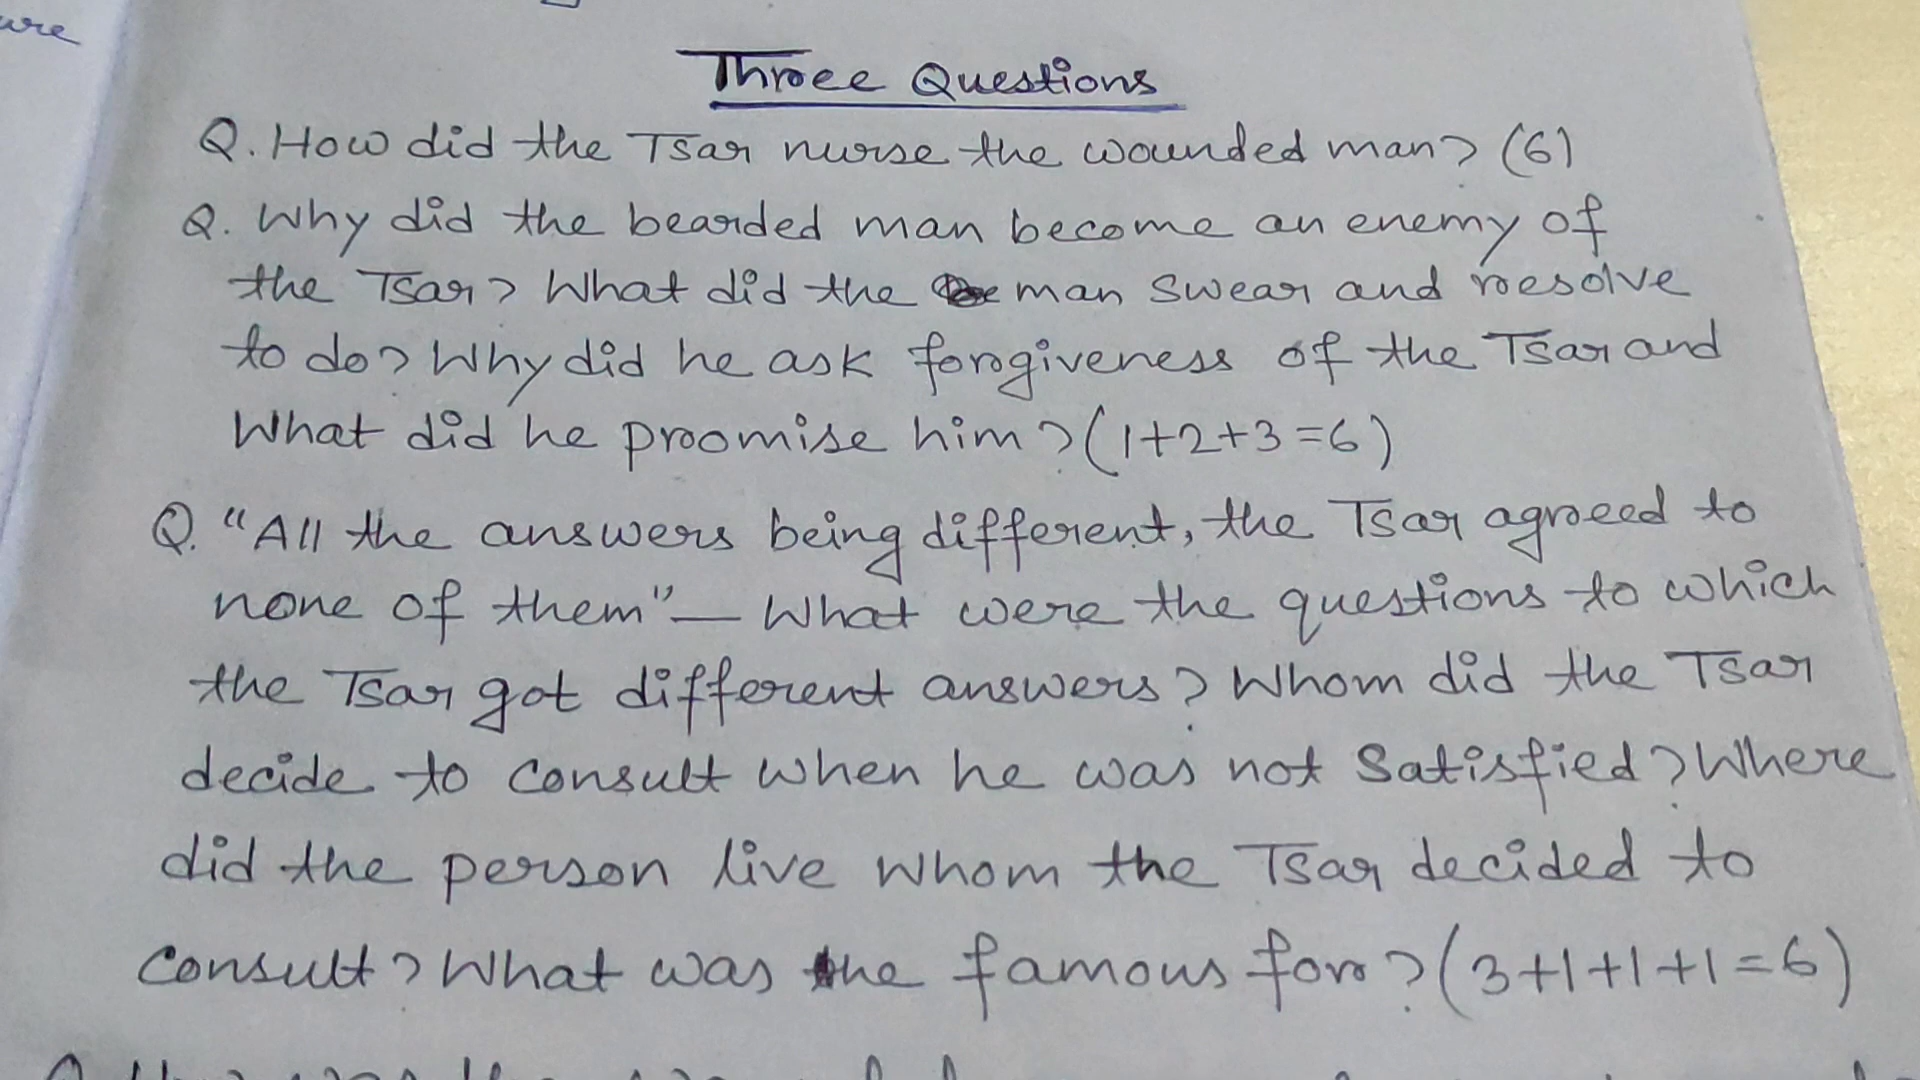 ure
Three Questions
Q. How did the Tsar nurse the wounded man? (6)
Q. Why did the bearded man become an enemy of
the Tsar? What did the man swear and resolve
to do? Why did he ask forgiveness of the Tsar and
What did he promise him? (1+2+3=6)
Q. "All the answers being different, the Tsar agreed to
none of them" — What were the questions to which
the Tsar got different answers? Whom did the Tsar
decide to consult when he was not Satisfied? Where
did the person live whom the Tsar decided to
consult? What was the famous for? (3+1+1+1=6)